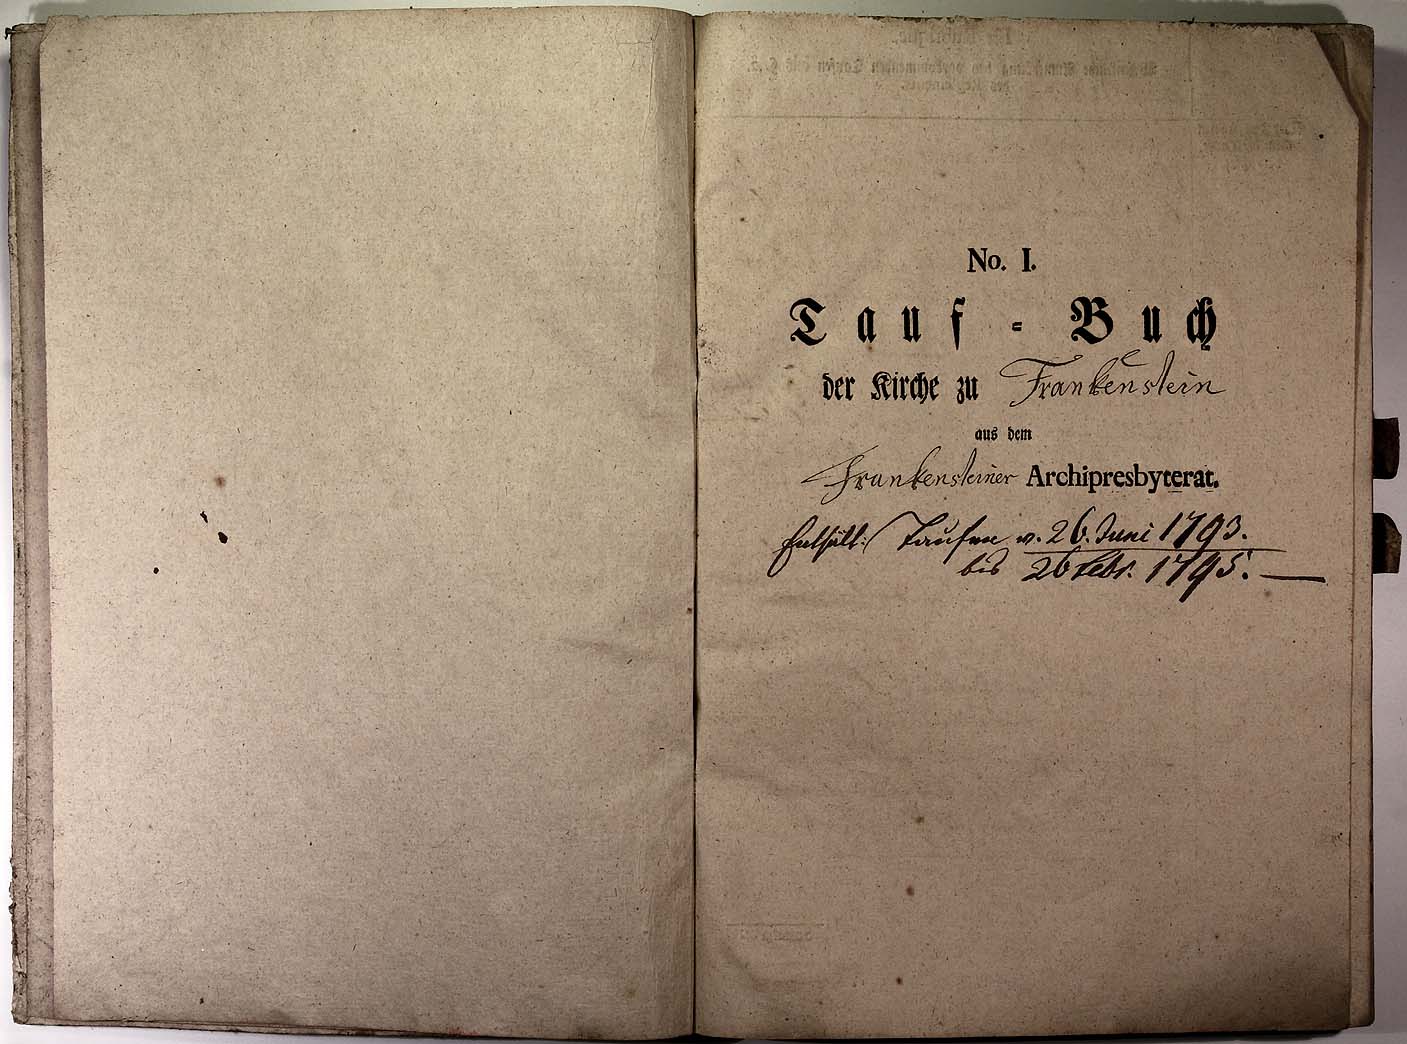 No. I.
Tauf=Buch
der Kirche zu Frankenstein
aus dem
Frankensteiner Archipresbyterat.
Enthält: Taufen v. 26. Juni 1793.
bis 26 Febr. 1795. —